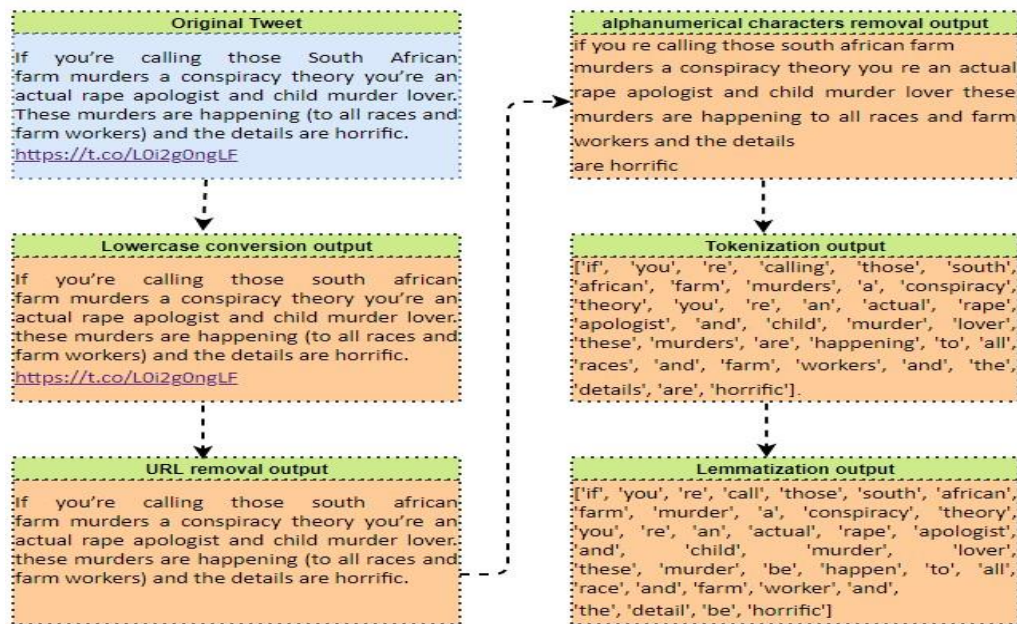 Original Tweet
If you're calling those South African
farm murders a conspiracy theory you're an
actual rape apologist and child murder lover.
These murders are happening (to all races and
farm workers) and the details are horrific.
https://t.co/L0i2g0ngLF
Lowercase conversion output
If you're calling those south african
farm murders a conspiracy theory you're an
actual rape apologist and child murder lover.
these murders are happening (to all races and
farm workers) and the details are horrific.
https://t.co/L0i2g0ngLF
URL removal output
If you're calling those south african
farm murders a conspiracy theory you're an
actual rape apologist and child murder lover.
these murders are happening (to all races and
farm workers) and the details are horrific.
alphanumerical characters removal output
if you re calling those south african farm
murders a conspiracy theory you re an actual
rape apologist and child murder lover these
murders are happening to all races and farm
workers and the details
are horrific
Tokenization output
['if', 'you', 're', 'calling', 'those', 'south',
'african', 'farm', 'murders', 'a', 'conspiracy',
'theory', 'you', 're', 'an', 'actual', 'rape',
'apologist', 'and', 'child', 'murder', 'lover',
'these', 'murders', 'are', 'happening', 'to', 'all',
'races', 'and', 'farm', 'workers', 'and', 'the',
'details', 'are', 'horrific'].
Lemmatization output
['if', 'you', 're', 'call', 'those', 'south', 'african',
'farm', 'murder', 'a', 'conspiracy', 'theory',
'you', 're', 'an', 'actual', 'rape', 'apologist',
'and', 'child', 'murder', 'lover',
'these', 'murder', 'be', 'happen', 'to', 'all',
'race', 'and', 'farm', 'worker', 'and',
'the', 'detail', 'be', 'horrific']